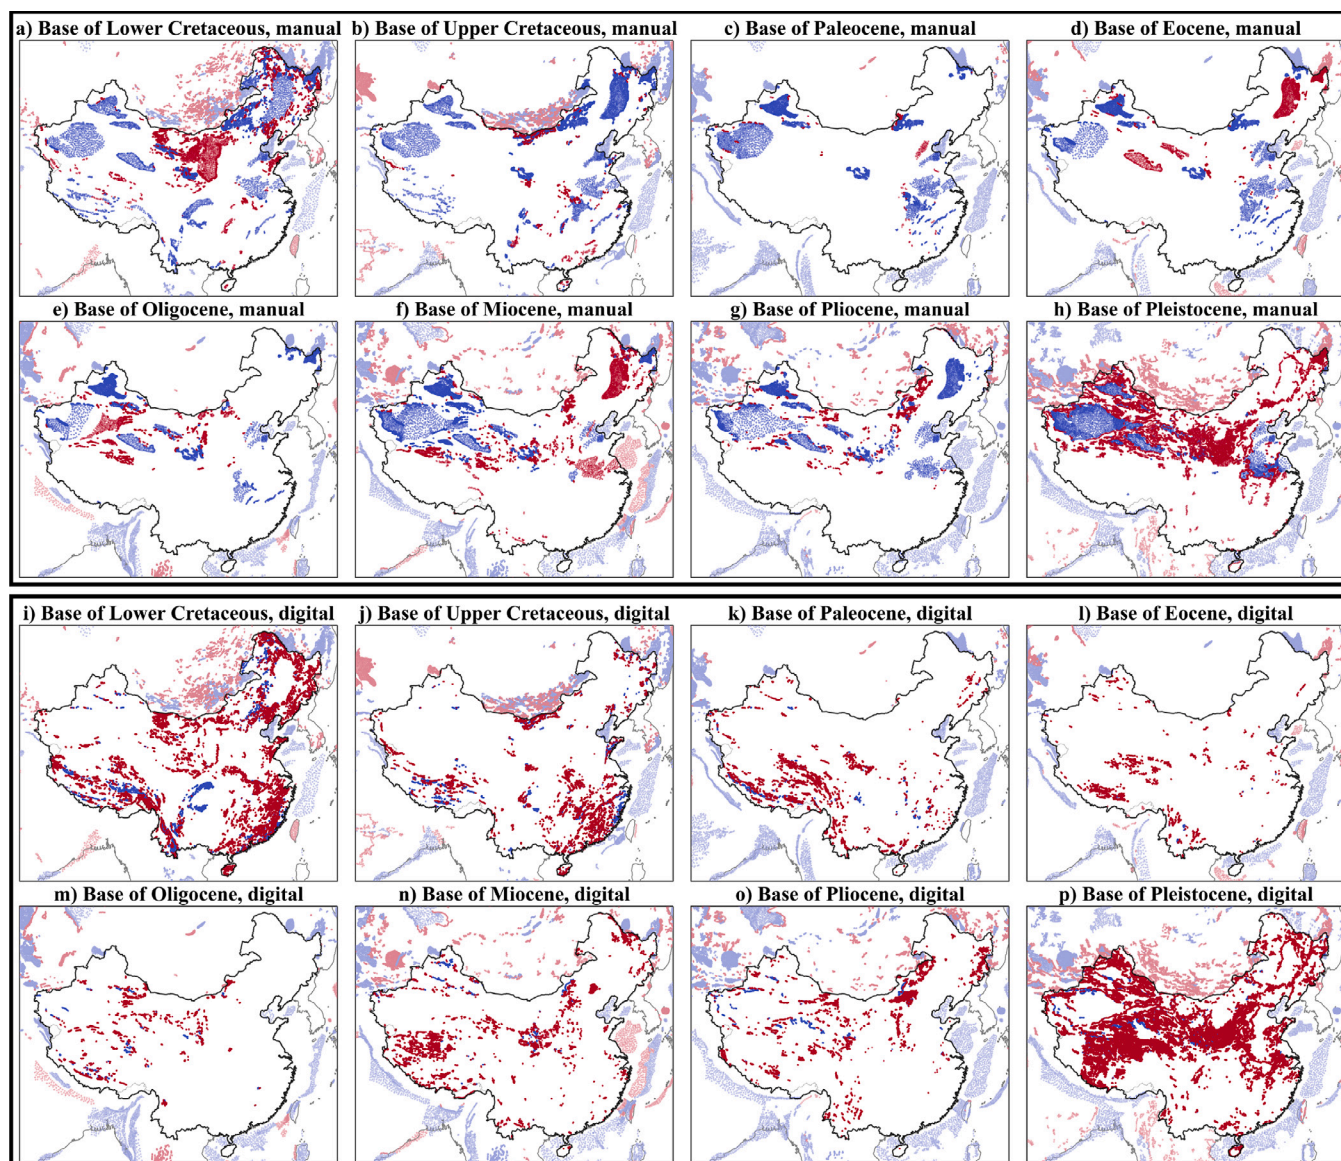 a) Base of Lower Cretaceous, manual
b) Base of Upper Cretaceous, manual
c) Base of Paleocene, manual
d) Base of Eocene, manual
e) Base of Oligocene, manual
f) Base of Miocene, manual
g) Base of Pliocene, manual
h) Base of Pleistocene, manual
i) Base of Lower Cretaceous, digital
j) Base of Upper Cretaceous, digital
k) Base of Paleocene, digital
l) Base of Eocene, digital
m) Base of Oligocene, digital
n) Base of Miocene, digital
o) Base of Pliocene, digital
p) Base of Pleistocene, digital